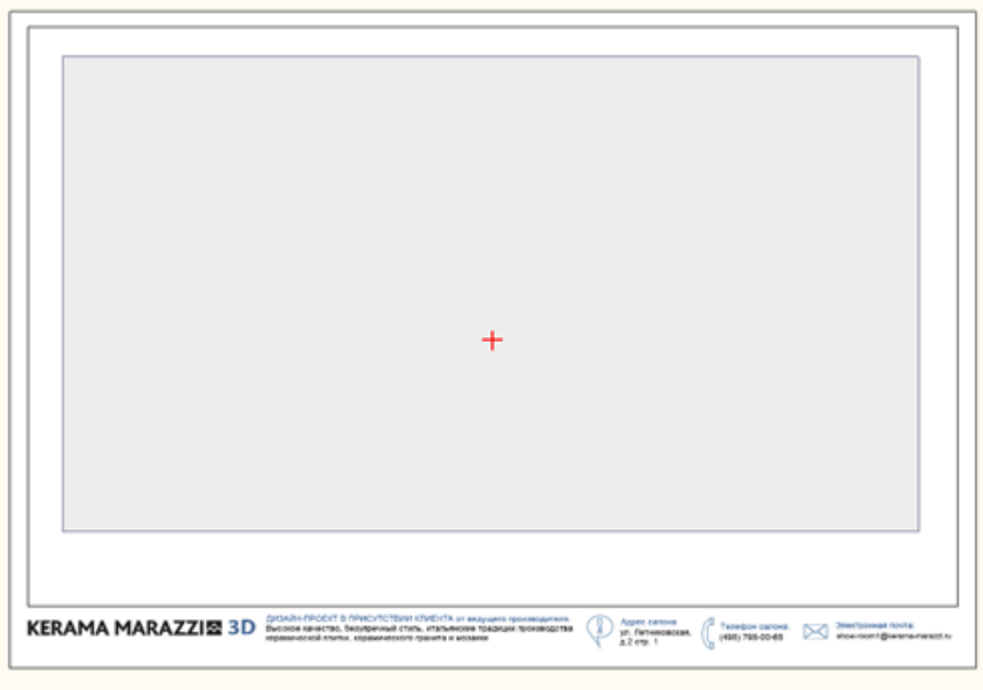 KERAMA MARAZZI 3D
ДИЗАЙН-ПРОЕКТ В ПРИСУТСТВИИ КЛИЕНТА от ведущего производителя.
Высокое качество, безупречный стиль, итальянские традиции производства
керамической плитки, керамического гранита и мозаики
Адрес салона
ул. Летниковская,
д.2 стр. 1
Телефон салона:
(495) 795-00-65
Электронная почта:
show-room1@kerama-marazzi.ru